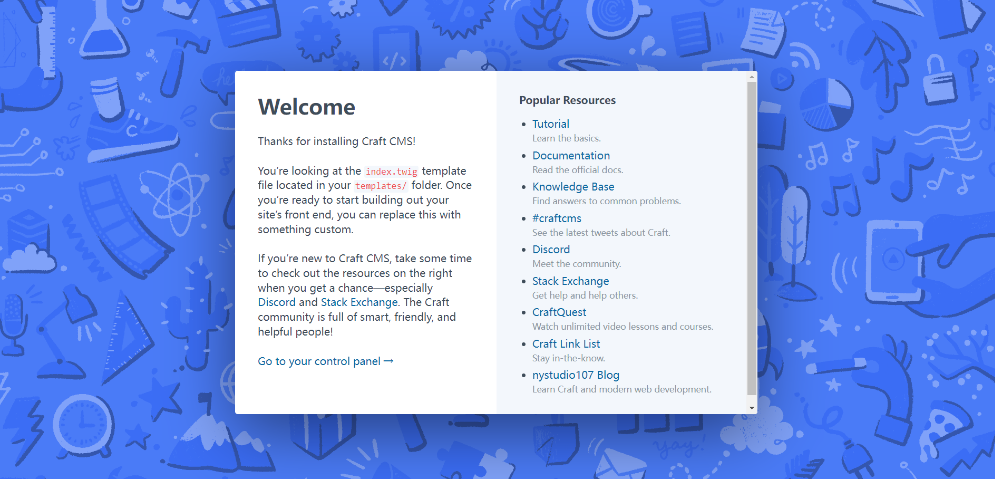 Welcome
Thanks for installing Craft CMS!
You're looking at the index.twig template
file located in your templates/ folder. Once
you're ready to start building out your
site's front end, you can replace this with
something custom.
If you're new to Craft CMS, take some time
to check out the resources on the right
when you get a chance—especially
Discord and Stack Exchange. The Craft
community is full of smart, friendly, and
helpful people!
Go to your control panel →
Popular Resources
• Tutorial
Learn the basics.
• Documentation
Read the official docs.
• Knowledge Base
Find answers to common problems.
• #craftcms
See the latest tweets about Craft.
• Discord
Meet the community.
• Stack Exchange
Get help and help others.
• CraftQuest
Watch unlimited video lessons and courses.
• Craft Link List
Stay in-the-know.
• nystudio107 Blog
Learn Craft and modern web development.
</>
yay!